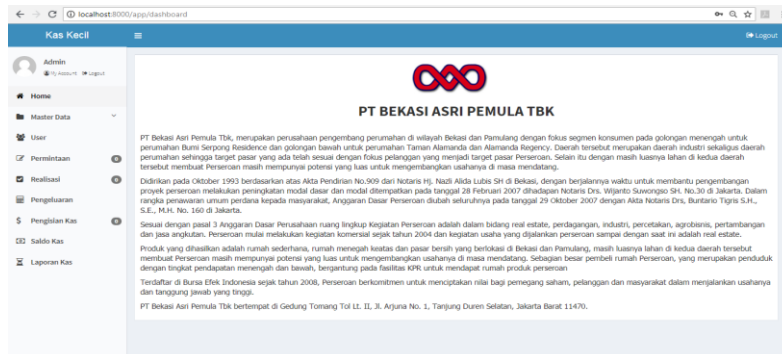 localhost:8000/app/dashboard
Kas Kecil
Logout
Admin
My Account Logout
Home
Master Data
User
Permintaan 0
Realisasi 0
Pengeluaran
Pengisian Kas 0
Saldo Kas
Laporan Kas
PT BEKASI ASRI PEMULA TBK
PT Bekasi Asri Pemula Tbk, merupakan perusahaan pengembang perumahan di wilayah Bekasi dan Pamulang dengan fokus segmen konsumen pada golongan menengah untuk
perumahan Bumi Serpong Residence dan golongan bawah untuk perumahan Taman Alamanda dan Alamanda Regency. Daerah tersebut merupakan daerah industri sekaligus daerah
perumahan sehingga target pasar yang ada telah sesuai dengan fokus pelanggan yang menjadi target pasar Perseroan. Selain itu dengan masih luasnya lahan di kedua daerah
tersebut membuat Perseroan masih mempunyai potensi yang luas untuk mengembangkan usahanya di masa mendatang.
Didirikan pada Oktober 1993 berdasarkan atas Akta Pendirian No.909 dari Notaris Hj. Nazli Alida Lubis SH di Bekasi, dengan berjalannya waktu untuk membantu pengembangan
proyek perseroan melakukan peningkatan modal dasar dan modal ditempatkan pada tanggal 28 Februari 2007 dihadapan Notaris Drs. Wijanto Suwongso SH. No.30 di Jakarta. Dalam
rangka penawaran umum perdana kepada masyarakat, Anggaran Dasar Perseroan diubah seluruhnya pada tanggal 29 Oktober 2007 dengan Akta Notaris Drs, Buntario Tigris S.H.,
S.E., M.H. No. 160 di Jakarta.
Sesuai dengan pasal 3 Anggaran Dasar Perusahaan ruang lingkup Kegiatan Perseroan adalah dalam bidang real estate, perdagangan, industri, percetakan, agrobisnis, pertambangan
dan jasa angkutan. Perseroan mulai melakukan kegiatan komersial sejak tahun 2004 dan kegiatan usaha yang dijalankan perseroan sampai dengan saat ini adalah real estate.
Produk yang dihasilkan adalah rumah sederhana, rumah menegah keatas dan pasar bersih yang berlokasi di Bekasi dan Pamulang, masih luasnya lahan di kedua daerah tersebut
membuat Perseroan masih mempunyai potensi yang luas untuk mengembangkan usahanya di masa mendatang. Sebagian besar pembeli rumah Perseroan, yang merupakan penduduk
dengan tingkat pendapatan menengah dan bawah, bergantung pada fasilitas KPR untuk mendapat rumah produk perseroan
Terdaftar di Bursa Efek Indonesia sejak tahun 2008, Perseroan berkomitmen untuk menciptakan nilai bagi pemegang saham, pelanggan dan masyarakat dalam menjalankan usahanya
dan tanggung jawab yang tinggi.
PT Bekasi Asri Pemula Tbk bertempat di Gedung Tomang Tol Lt. II, Jl. Arjuna No. 1, Tanjung Duren Selatan, Jakarta Barat 11470.